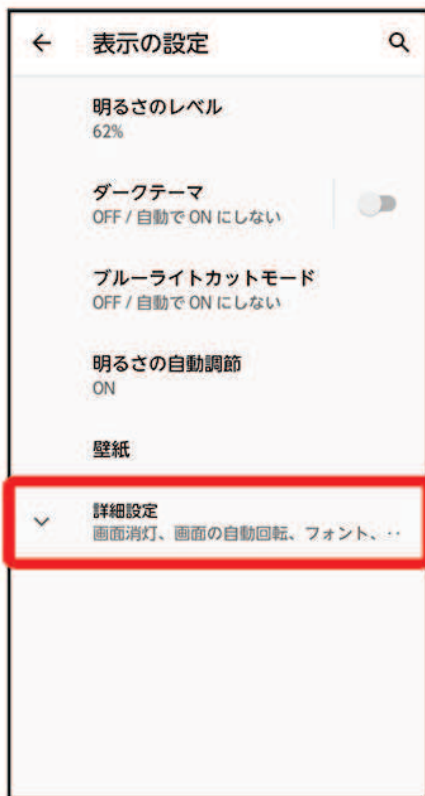 表示の設定
明るさのレベル
62%
ダークテーマ
OFF / 自動で ON にしない
ブルーライトカットモード
OFF / 自動で ON にしない
明るさの自動調節
ON
壁紙
詳細設定
画面消灯、画面の自動回転、フォント、‥